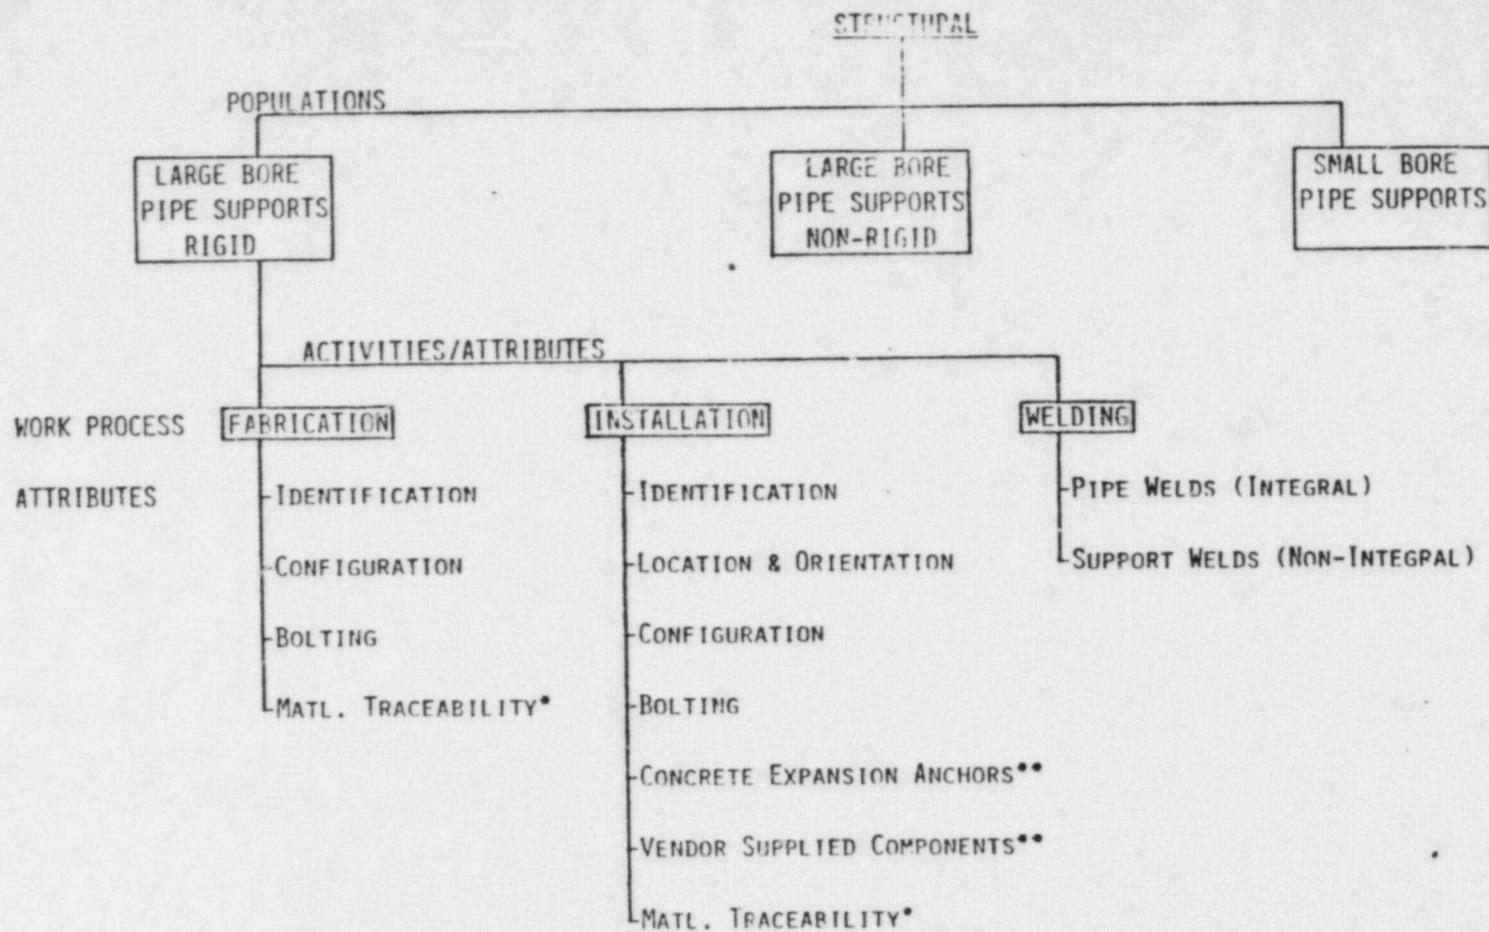 STRUCTURAL
POPULATIONS
LARGE BORE
PIPE SUPPORTS
RIGID
LARGE BORE
PIPE SUPPORTS
NON-RIGID
SMALL BORE
PIPE SUPPORTS
ACTIVITIES/ATTRIBUTES
WORK PROCESS
FABRICATION
INSTALLATION
WELDING
ATTRIBUTES
IDENTIFICATION
CONFIGURATION
BOLTING
MATL. TRACEABILITY*
IDENTIFICATION
LOCATION & ORIENTATION
CONFIGURATION
BOLTING
CONCRETE EXPANSION ANCHORS**
VENDOR SUPPLIED COMPONENTS**
MATL. TRACEABILITY*
PIPE WELDS (INTEGRAL)
SUPPORT WELDS (NON-INTEGRAL)